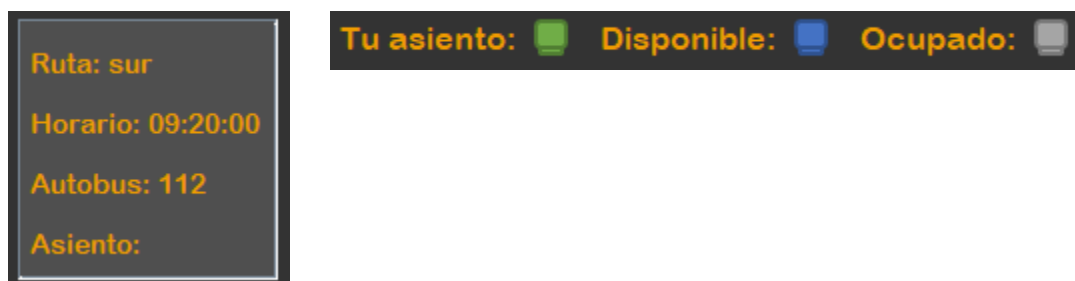 Ruta: sur
Horario: 09:20:00
Autobus: 112
Asiento:
Tu asiento: Disponible: Ocupado: